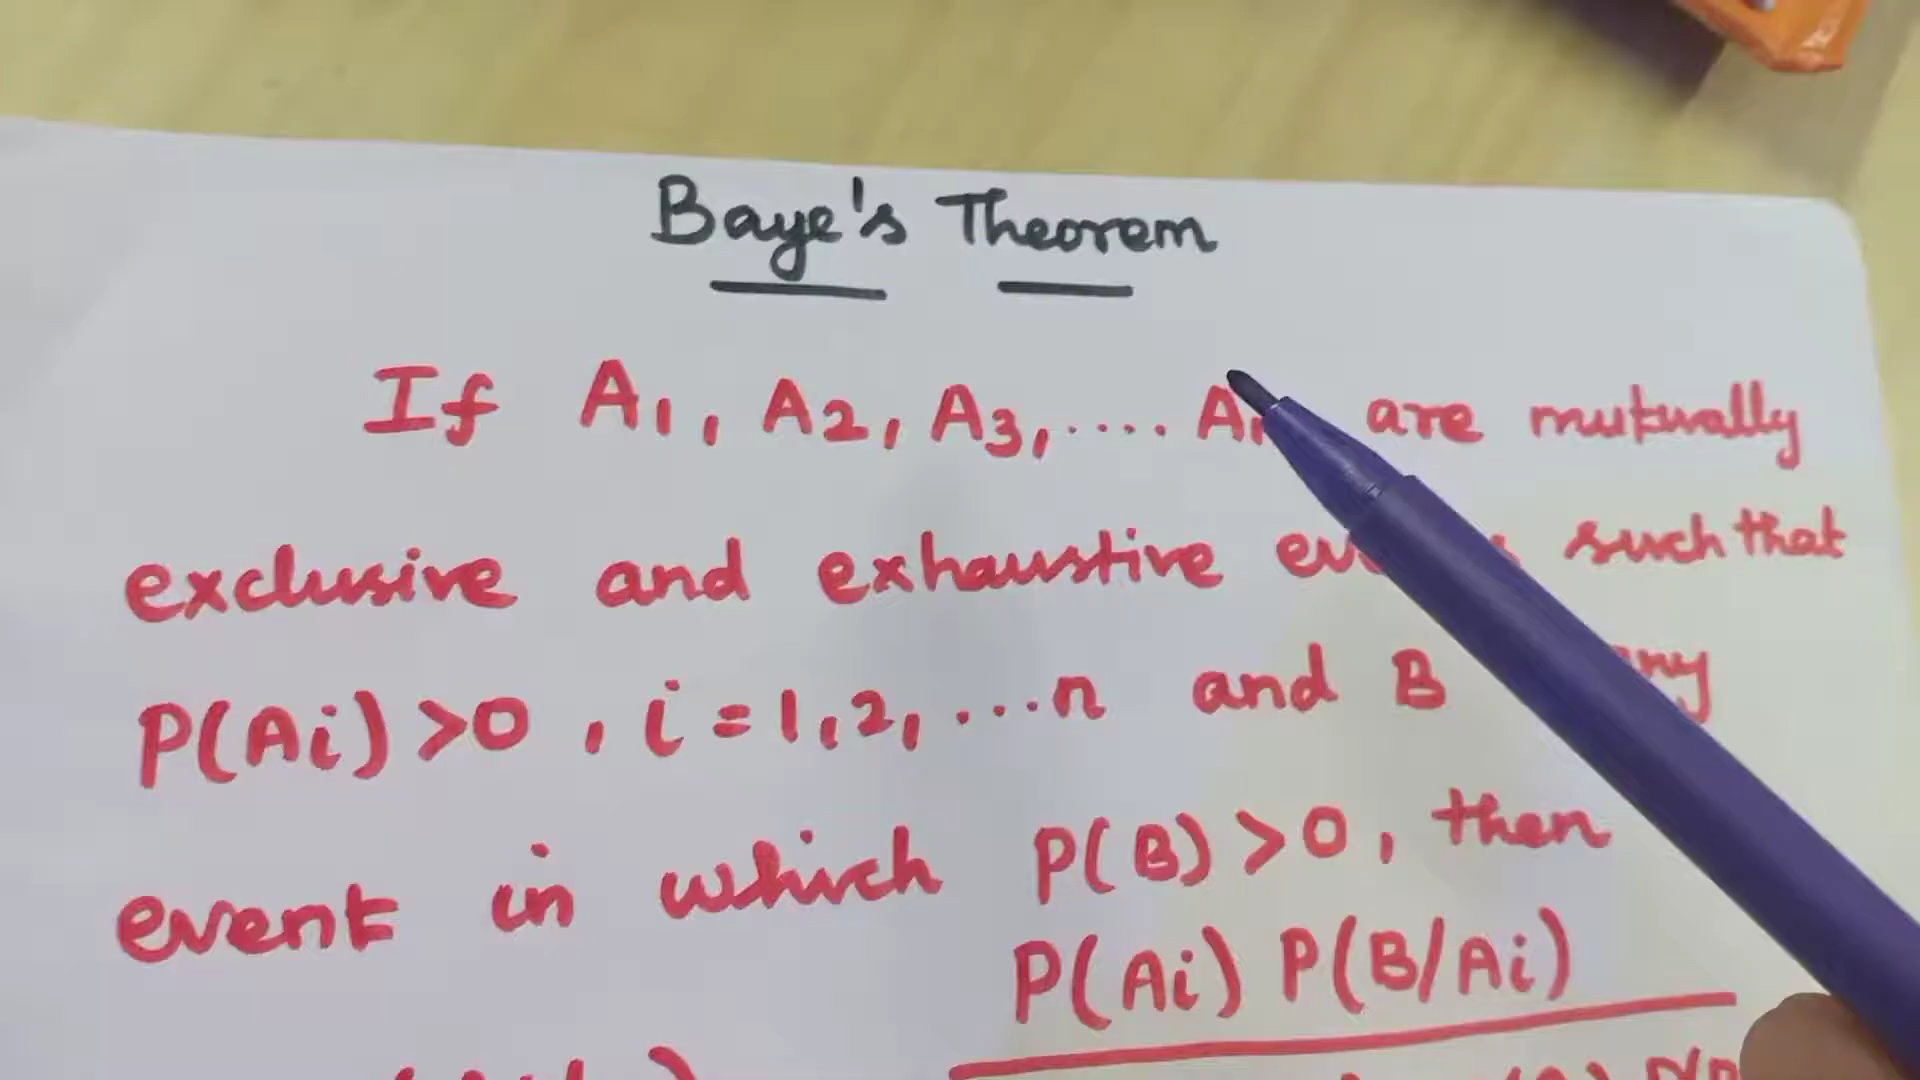 Baye's Theorem
If A1, A2, A3, .... are mutually
exclusive and exhaustive such that
P(Ai) >0 , i = 1, 2, ...n and B any
event in which P(B) >0, then
P(Ai) P(B/Ai)